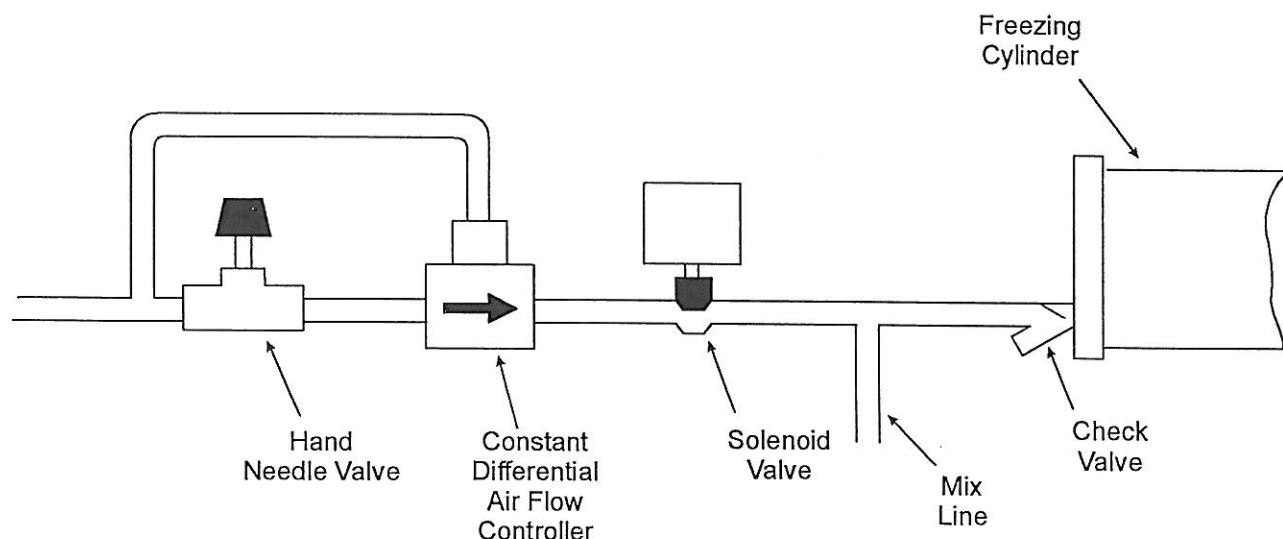 Freezing
Cylinder
Hand
Needle Valve
Constant
Differential
Air Flow
Controller
Solenoid
Valve
Mix
Line
Check
Valve